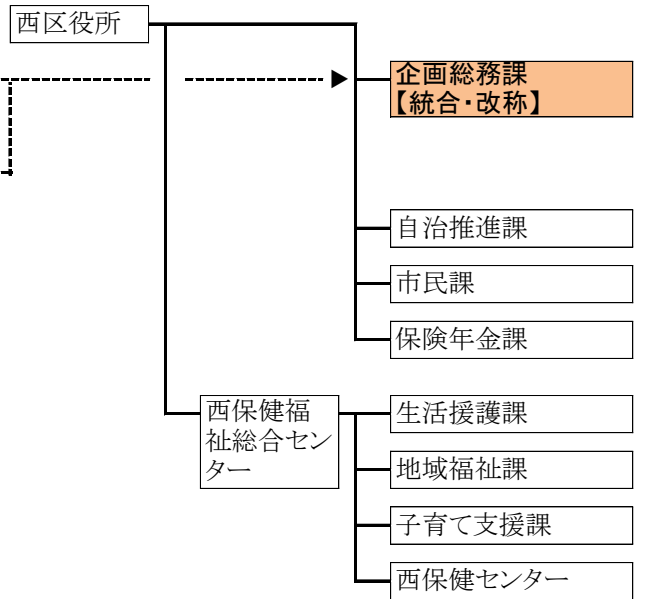 西区役所
企画総務課
【統合・改称】
自治推進課
市民課
保険年金課
西保健福
祉総合セン
ター
生活援護課
地域福祉課
子育て支援課
西保健センター